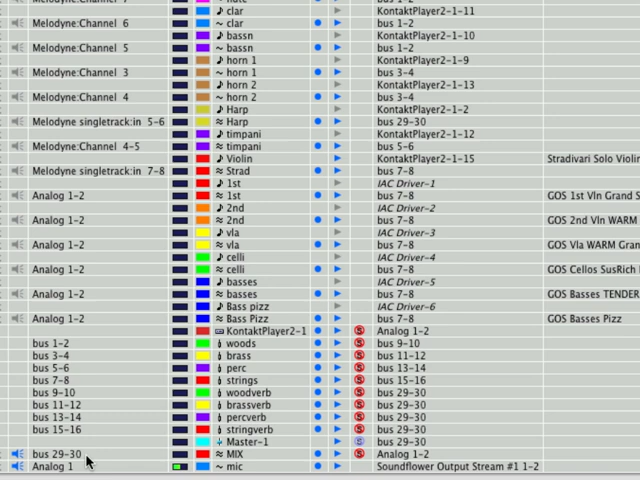 flute bus 1-2
clar KontaktPlayer2-1-11
Melodyne:Channel 6 clar bus 1-2
bassn KontaktPlayer2-1-10
Melodyne:Channel 5 bassn bus 1-2
horn 1 KontaktPlayer2-1-9
Melodyne:Channel 3 horn 1 bus 3-4
horn 2 KontaktPlayer2-1-13
Melodyne:Channel 4 horn 2 bus 3-4
Harp KontaktPlayer2-1-2
Melodyne singletrack:in 5-6 Harp bus 29-30
timpani KontaktPlayer2-1-12
Melodyne:Channel 4-5 timpani bus 5-6
Violin KontaktPlayer2-1-15 Stradivari Solo Violin
Melodyne singletrack:in 7-8 Strad bus 7-8
1st IAC Driver-1
Analog 1-2 1st bus 7-8 GOS 1st Vln Grand S
2nd IAC Driver-2
Analog 1-2 2nd bus 7-8 GOS 2nd Vln WARM
vla IAC Driver-3
Analog 1-2 vla bus 7-8 GOS Vla WARM Gran
celli IAC Driver-4
Analog 1-2 celli bus 7-8 GOS Cellos SusRich
basses IAC Driver-5
Analog 1-2 basses bus 7-8 GOS Basses TENDER
Bass pizz IAC Driver-6
Analog 1-2 Bass Pizz bus 7-8 GOS Basses Pizz
KontaktPlayer2-1 S Analog 1-2
bus 1-2 woods S bus 9-10
bus 3-4 brass S bus 11-12
bus 5-6 perc S bus 13-14
bus 7-8 strings S bus 15-16
bus 9-10 woodverb S bus 29-30
bus 11-12 brassverb S bus 29-30
bus 13-14 percverb S bus 29-30
bus 15-16 stringverb S bus 29-30
Master-1 S bus 29-30
bus 29-30 MIX S Analog 1-2
Analog 1 mic Soundflower Output Stream #1 1-2